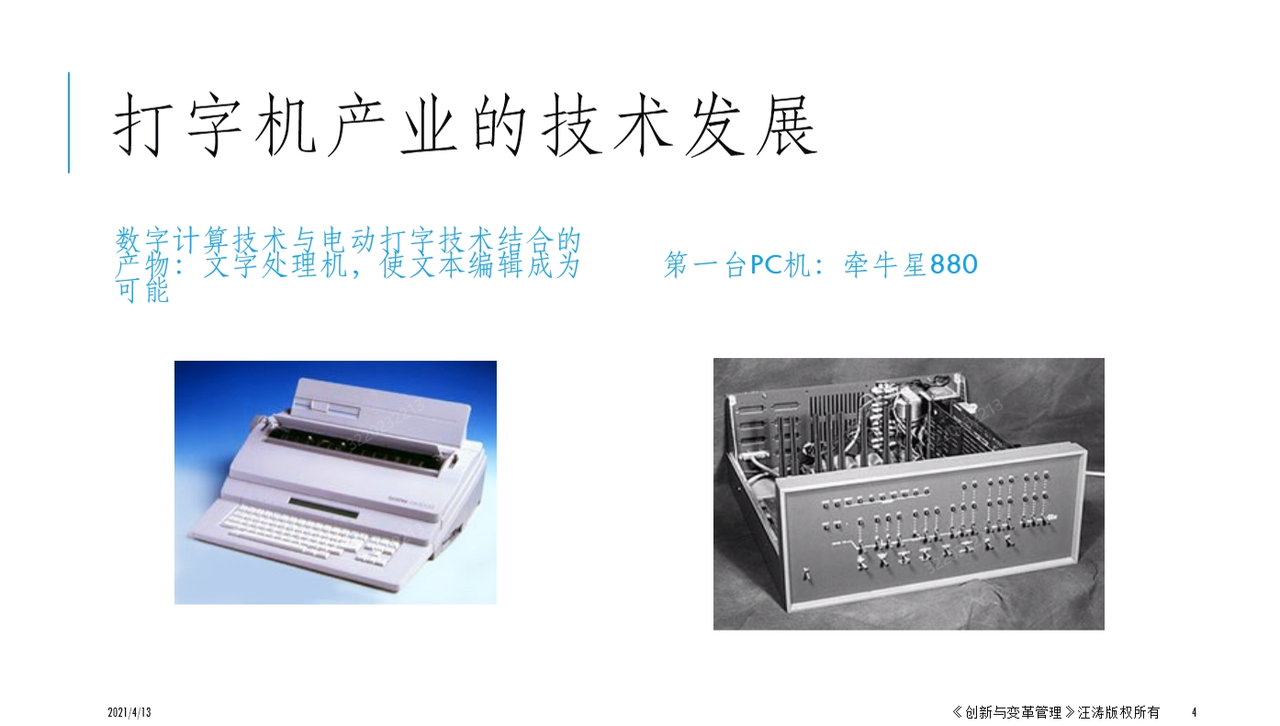 打字机产业的技术发展
数字计算技术与电动打字技术结合的
产物：文字处理机，使文本编辑成为
可能
第一台PC机：牵牛星880
2021/4/13
《创新与变革管理》汪涛版权所有
4